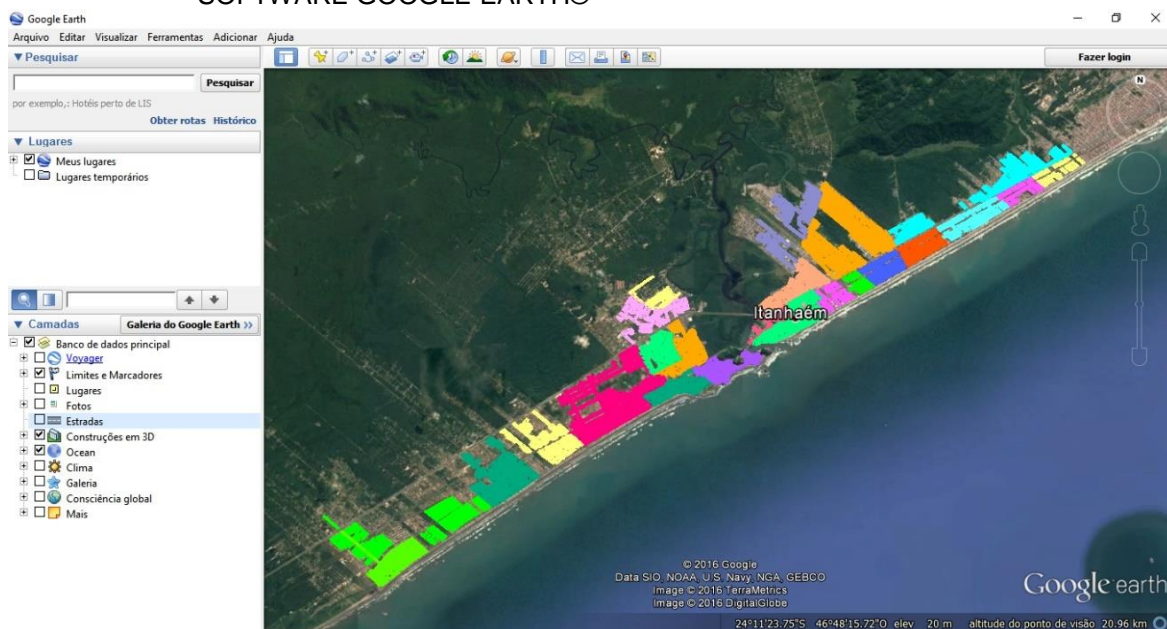 SOFTWARE GOOGLE EARTH®
Google Earth
Arquivo Editar Visualizar Ferramentas Adicionar Ajuda
▼ Pesquisar
Pesquisar
por exemplo,: Hotéis perto de LIS
Obter rotas Histórico
▼ Lugares
Meus lugares
Lugares temporários
▼ Camadas
Galeria do Google Earth >>
Banco de dados principal
Voyager
Limites e Marcadores
Lugares
Fotos
Estradas
Construções em 3D
Ocean
Clima
Galeria
Consciência global
Mais
Fazer login
N
Itanhaém
© 2016 Google
Data SIO, NOAA, U.S. Navy, NGA, GEBCO
Image © 2016 TerraMetrics
Image © 2016 DigitalGlobe
Google earth
24°11'23.75"S 46°48'15.72"O elev 20 m altitude do ponto de visão 20.96 km